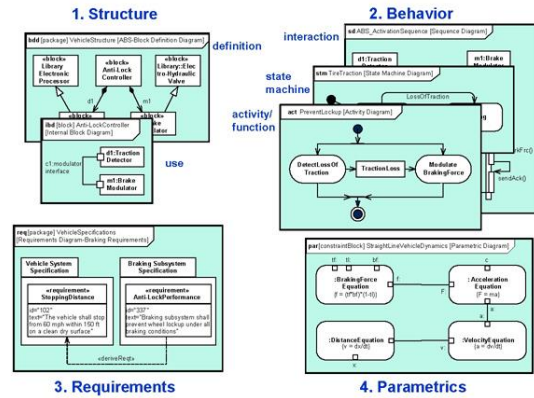 1. Structure
bdd [package] VehicleStructure [ABS-Block Definition Diagram]
definition
«block»
Library
Electronic
Processor
«block»
Anti-Lock
Controller
«block»
Library::Elec
tro-Hydraulic
Valve
d1
m1
«block»
ibd [block] Anti-LockController
[Internal Block Diagram]
use
c1:modulator
interface
d1:Traction
Detector
m1:Brake
Modulator
2. Behavior
interaction
sd ABS_ActivationSequence [Sequence Diagram]
d1:Traction
m1:Brake
state
machine
stm TireTraction [State Machine Diagram]
LossOfTraction
activity/
function
act PreventLockup [Activity Diagram]
DetectLossOf
Traction
TractionLoss
Modulate
BrakingForce
sendAck()
req [package] VehicleSpecifications
[Requirements Diagram-Braking Requirements]
Vehicle System
Specification
«requirement»
StoppingDistance
id="102"
text="The vehicle shall stop
from 60 mph within 150 ft
on a clean dry surface"
Braking Subsystem
Specification
«requirement»
Anti-LockPerformance
id="337"
text="Braking subsystem shall
prevent wheel lockup under all
braking conditions"
«deriveReqt»
3. Requirements
par [constraintBlock] StraightLineVehicleDynamics [Parametric Diagram]
tf:
tl:
bf:
c
:BrakingForce
Equation
{f = (tf*bf)*(1-tl)}
f:
F:
:Acceleration
Equation
{F = ma}
a:
a:
:DistanceEquation
{v = dx/dt}
v:
:VelocityEquation
{a = dv/dt}
x:
4. Parametrics